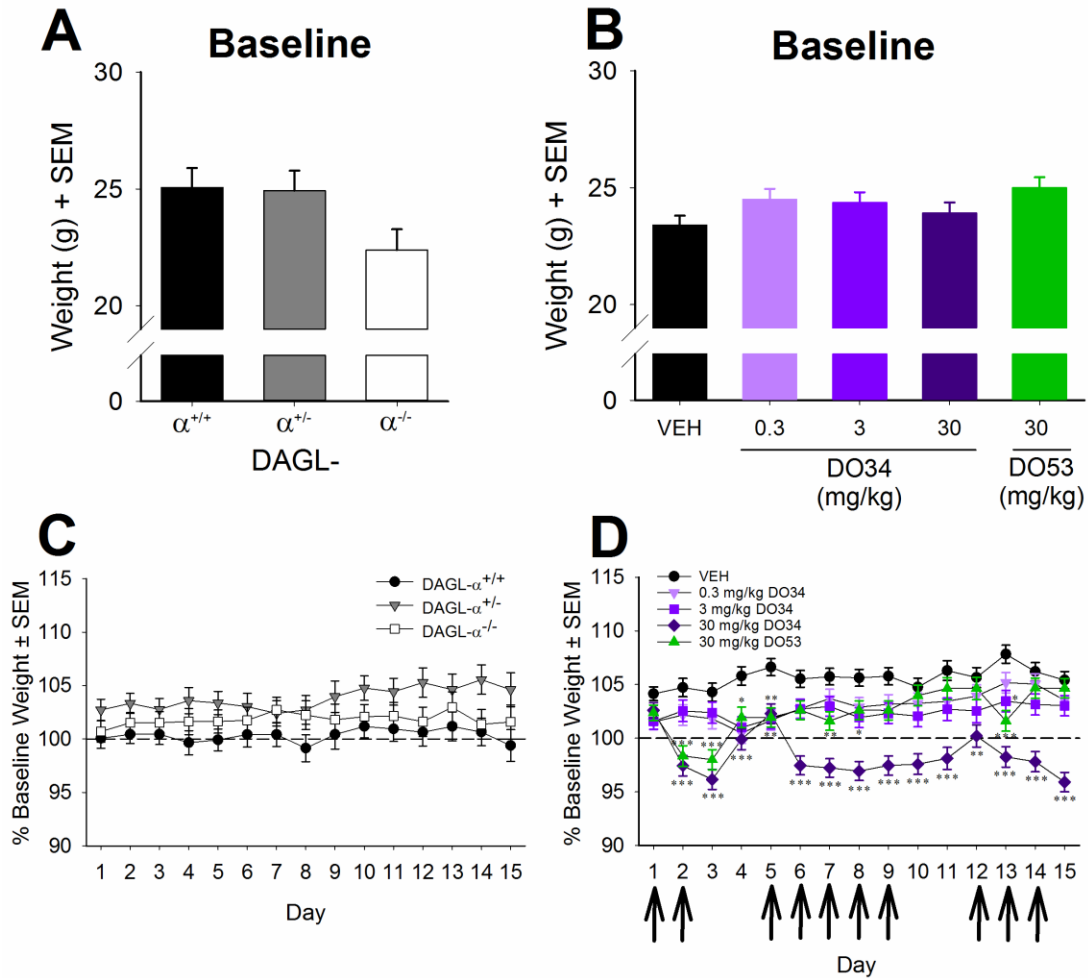 A
Baseline
Weight (g) + SEM
30
25
20
0
α+/+ α+/- α-/-
DAGL-
B
Baseline
Weight (g) + SEM
30
25
20
0
VEH 0.3 3 30 30
DO34 DO53
(mg/kg) (mg/kg)
C
% Baseline Weight ± SEM
115
110
105
100
95
90
DAGL-α+/+
DAGL-α+/-
DAGL-α-/-
1 2 3 4 5 6 7 8 9 10 11 12 13 14 15
Day
D
% Baseline Weight ± SEM
115
110
105
100
95
90
VEH
0.3 mg/kg DO34
3 mg/kg DO34
30 mg/kg DO34
30 mg/kg DO53
1 2 3 4 5 6 7 8 9 10 11 12 13 14 15
Day